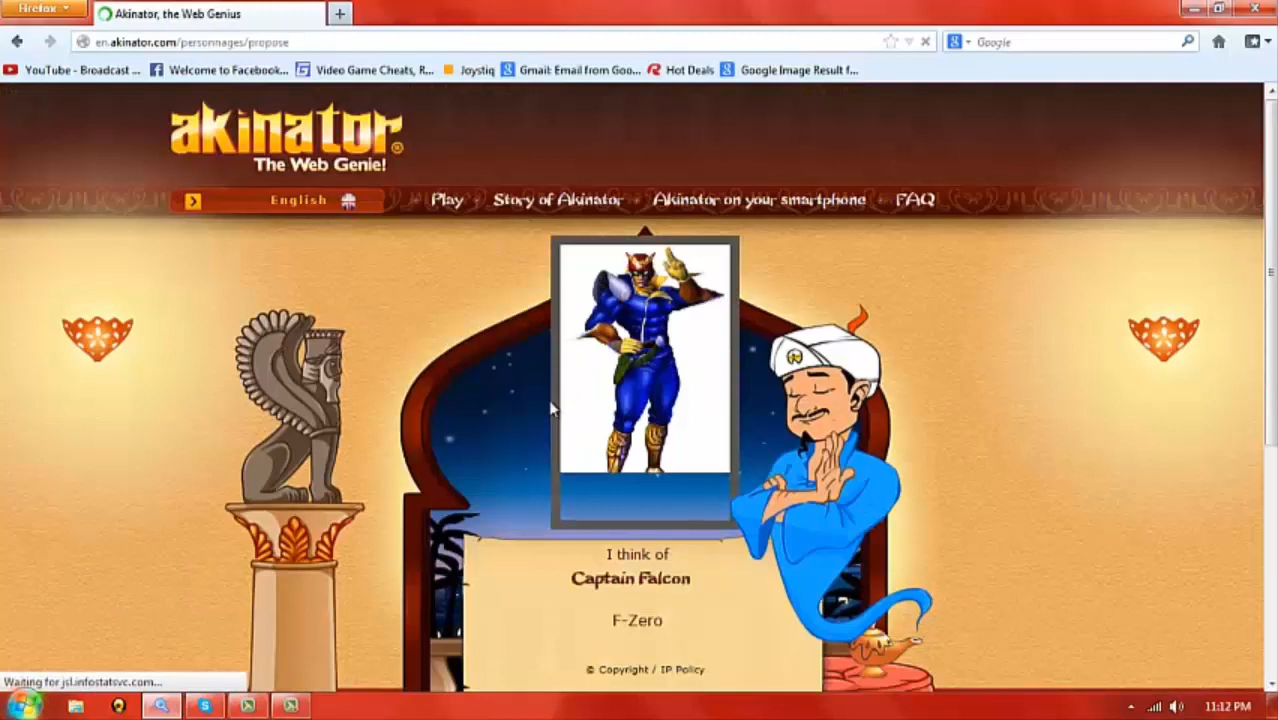 Firefox
Akinator, the Web Genius
en.akinator.com/personnages/propose
Google
YouTube - Broadcast ...
Welcome to Facebook...
Video Game Cheats, R...
Joystiq
Gmail: Email from Goo...
Hot Deals
Google Image Result f...
akinator®
The Web Genie!
English
Play
Story of Akinator
Akinator on your smartphone
FAQ
I think of
Captain Falcon
F-Zero
© Copyright / IP Policy
Waiting for jsl.infostatsvc.com...
11:12 PM